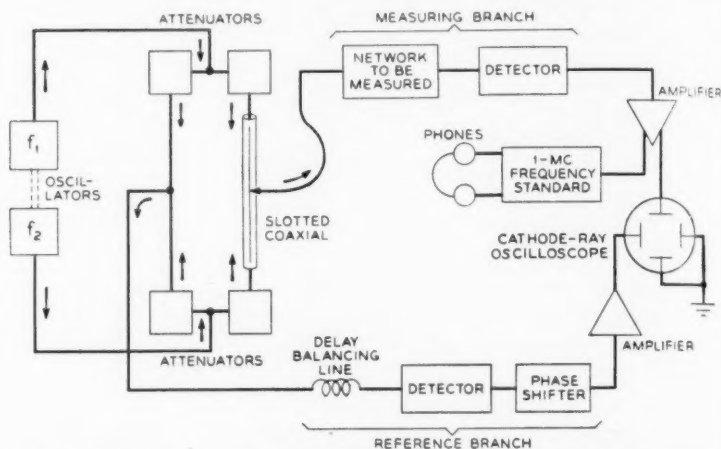 ATTENUATORS
MEASURING BRANCH
NETWORK
TO BE
MEASURED
DETECTOR
AMPLIFIER
PHONES
1-MC
FREQUENCY
STANDARD
f1
OSCIL-
LATORS
f2
SLOTTED
COAXIAL
CATHODE-RAY
OSCILLOSCOPE
ATTENUATORS
DELAY
BALANCING
LINE
DETECTOR
PHASE
SHIFTER
AMPLIFIER
REFERENCE BRANCH